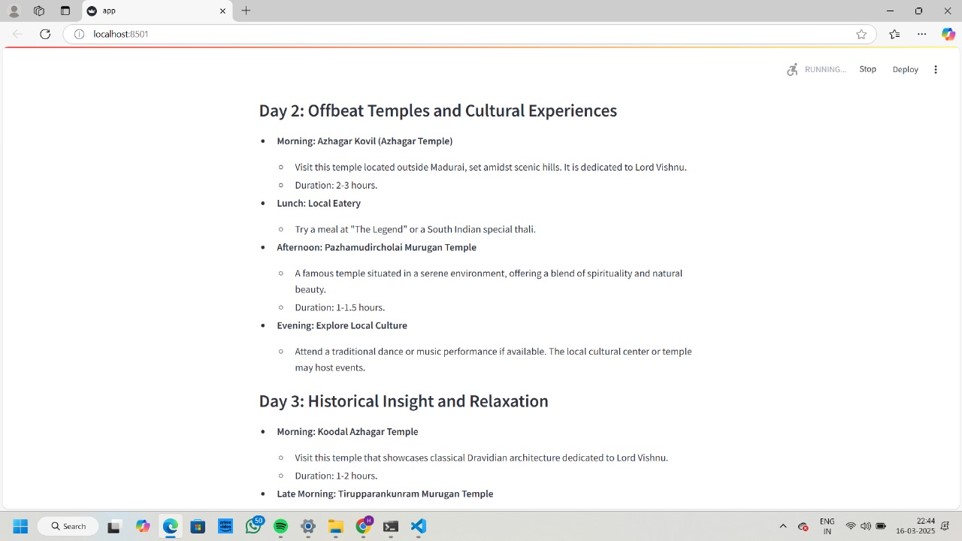 app
localhost:8501
RUNNING... Stop Deploy
Day 2: Offbeat Temples and Cultural Experiences
Morning: Azhagar Kovil (Azhagar Temple)
Visit this temple located outside Madurai, set amidst scenic hills. It is dedicated to Lord Vishnu.
Duration: 2-3 hours.
Lunch: Local Eatery
Try a meal at "The Legend" or a South Indian special thali.
Afternoon: Pazhamudircholai Murugan Temple
A famous temple situated in a serene environment, offering a blend of spirituality and natural
beauty.
Duration: 1-1.5 hours.
Evening: Explore Local Culture
Attend a traditional dance or music performance if available. The local cultural center or temple
may host events.
Day 3: Historical Insight and Relaxation
Morning: Koodal Azhagar Temple
Visit this temple that showcases classical Dravidian architecture dedicated to Lord Vishnu.
Duration: 1-2 hours.
Late Morning: Tirupparankunram Murugan Temple
Search
50
H
ENG
IN
22:44
16-03-2025